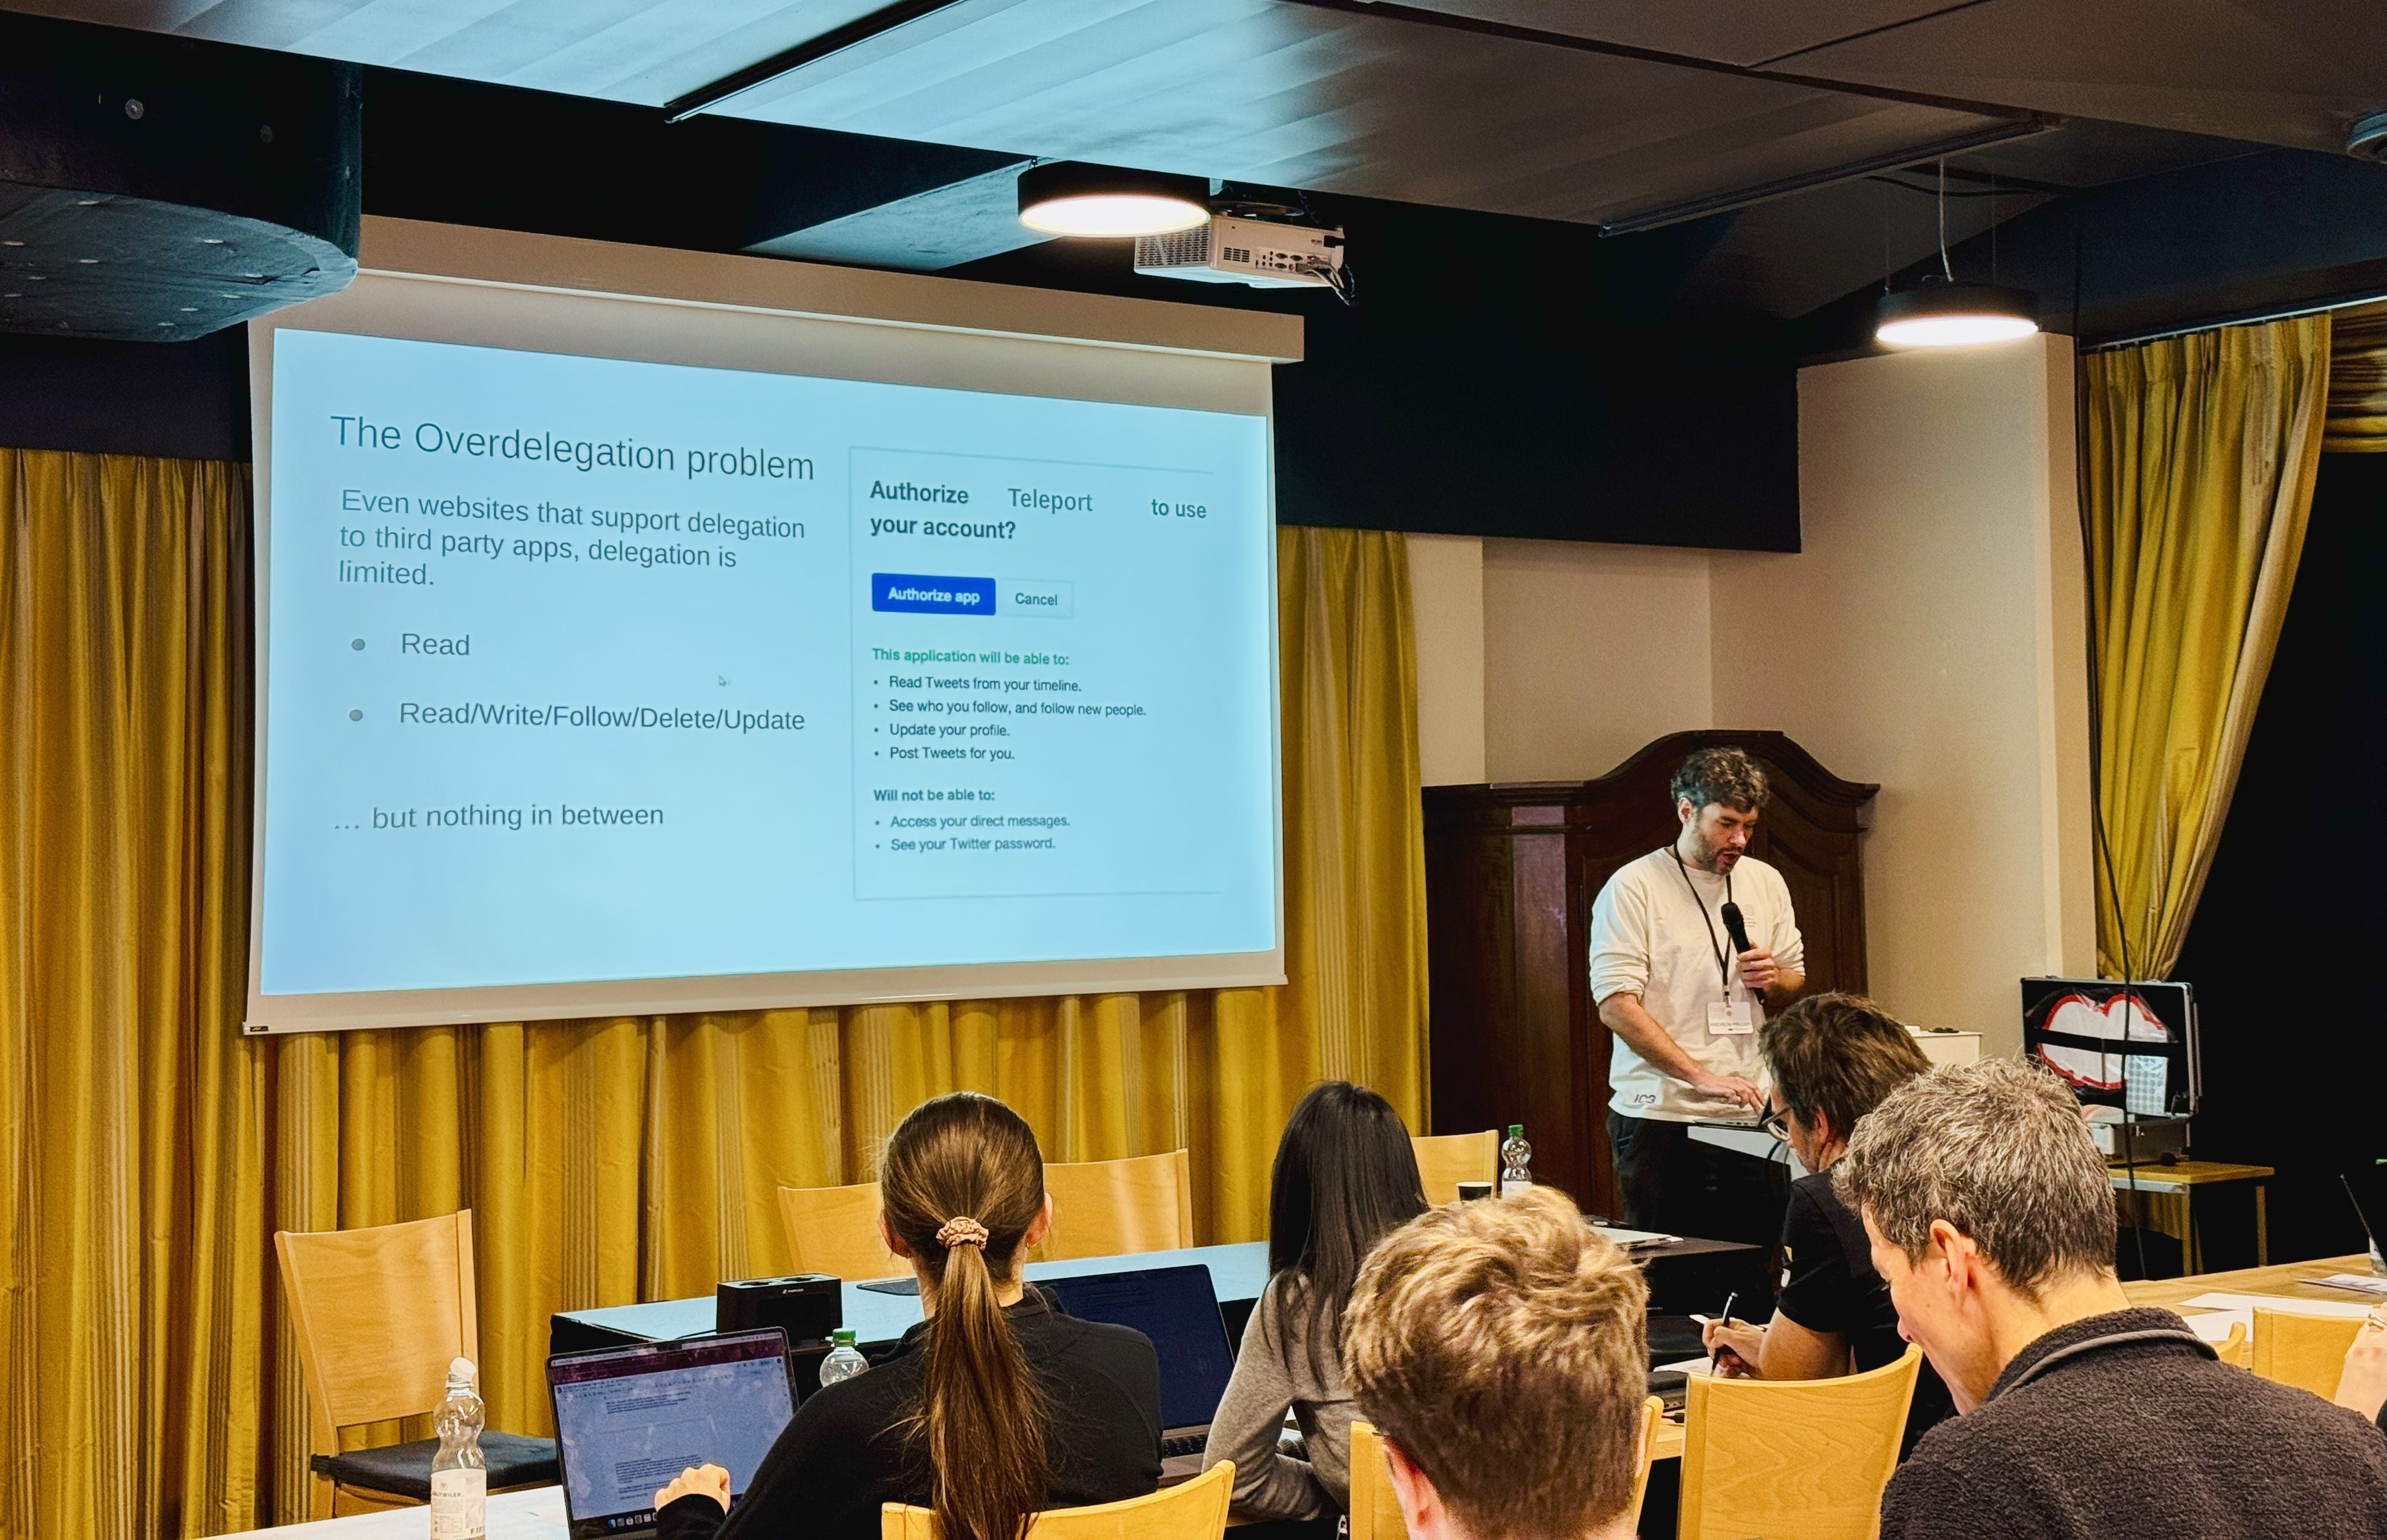 The Overdelegation problem
Even websites that support delegation
to third party apps, delegation is
limited.
● Read
● Read/Write/Follow/Delete/Update
... but nothing in between
Authorize Teleport to use
your account?
Authorize app Cancel
This application will be able to:
• Read Tweets from your timeline.
• See who you follow, and follow new people.
• Update your profile.
• Post Tweets for you.
Will not be able to:
• Access your direct messages.
• See your Twitter password.
IC3